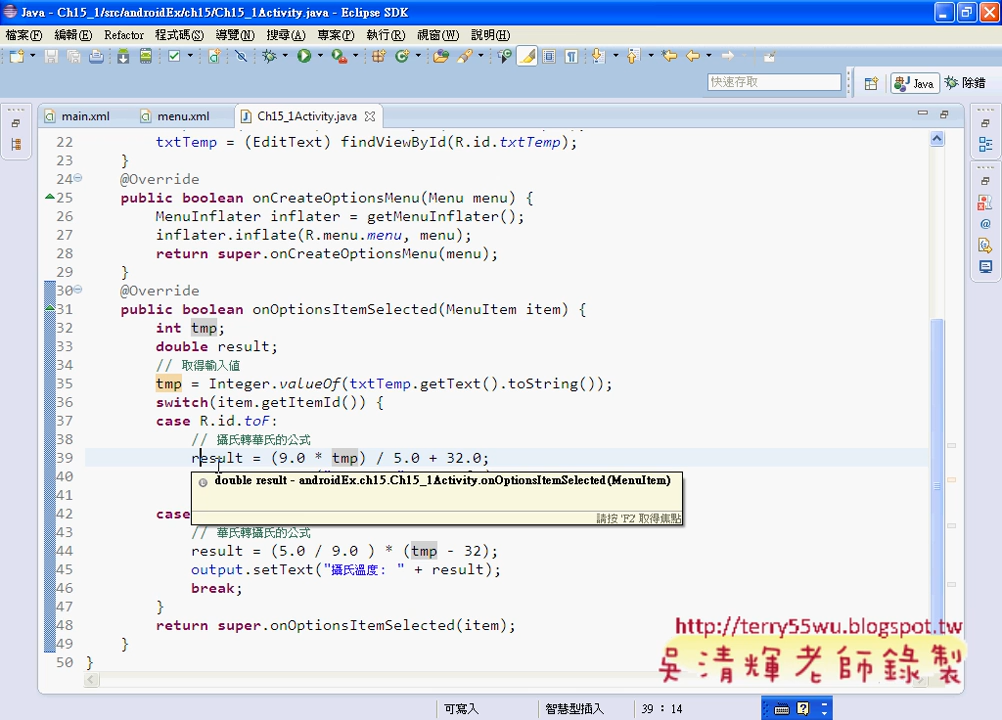 Java - Ch15_1/src/androidEx/ch15/Ch15_1Activity.java - Eclipse SDK
檔案(F) 編輯(E) Refactor 程式碼(S) 導覽(N) 搜尋(A) 專案(P) 執行(R) 視窗(W) 說明(H)
快速存取 Java 除錯
main.xml menu.xml Ch15_1Activity.java
22 txtTemp = (EditText) findViewById(R.id.txtTemp);
23 }
24 @Override
25 public boolean onCreateOptionsMenu(Menu menu) {
26 MenuInflater inflater = getMenuInflater();
27 inflater.inflate(R.menu.menu, menu);
28 return super.onCreateOptionsMenu(menu);
29 }
30 @Override
31 public boolean onOptionsItemSelected(MenuItem item) {
32 int tmp;
33 double result;
34 // 取得輸入值
35 tmp = Integer.valueOf(txtTemp.getText().toString());
36 switch(item.getItemId()) {
37 case R.id.toF:
38 // 攝氏轉華氏的公式
39 result = (9.0 * tmp) / 5.0 + 32.0;
40
double result - androidEx.ch15.Ch15_1Activity.onOptionsItemSelected(MenuItem)
41
請按 'F2' 取得焦點
42 case
43 // 華氏轉攝氏的公式
44 result = (5.0 / 9.0 ) * (tmp - 32);
45 output.setText("攝氏溫度: " + result);
46 break;
47 }
48 return super.onOptionsItemSelected(item);
49 }
50 }
http://terry55wu.blogspot.tw
吳清輝老師錄製
可寫入 智慧型插入 39 : 14